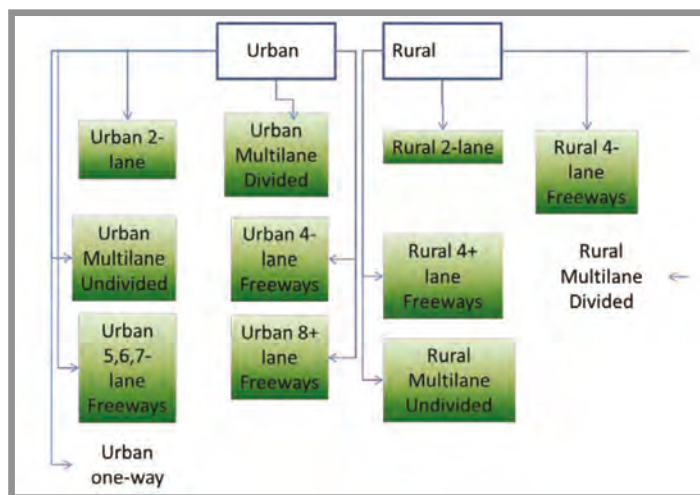 Urban
Rural
Urban 2-
lane
Urban
Multilane
Divided
Rural 2-lane
Rural 4-
lane
Freeways
Urban
Multilane
Undivided
Urban 4-
lane
Freeways
Rural 4+
lane
Freeways
Rural
Multilane
Divided
Urban
5,6,7-
lane
Freeways
Urban 8+
lane
Freeways
Rural
Multilane
Undivided
Urban
one-way